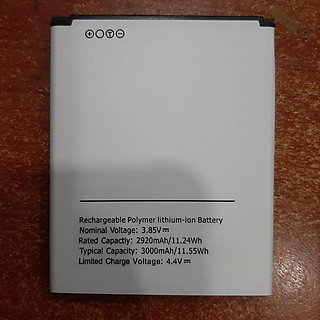 ⊕○Ⓣ⊖
Rechargeable Polymer lithium-ion Battery
Nominal Voltage: 3.85V⎓
Rated Capactiy: 2920mAh/11.24Wh
Typical Capacity: 3000mAh/11.55Wh
Limited Charge Voltage: 4.4V⎓